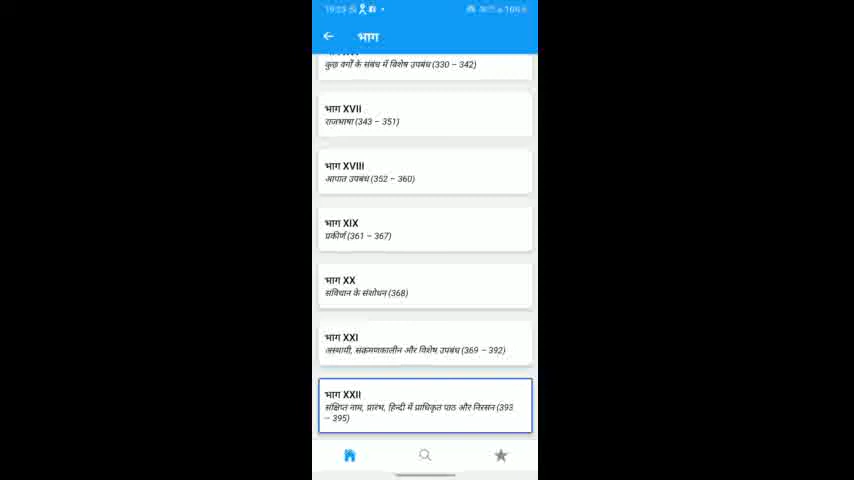 19:23
भाग
कुछ वर्गों के संबंध में विशेष उपबंध (330 – 342)
भाग XVII
राजभाषा (343 – 351)
भाग XVIII
आपात उपबंध (352 – 360)
भाग XIX
प्रकीर्ण (361 – 367)
भाग XX
संविधान के संशोधन (368)
भाग XXI
अस्थायी, संक्रमणकालीन और विशेष उपबंध (369 – 392)
भाग XXII
संक्षिप्त नाम, प्रारंभ, हिन्दी में प्राधिकृत पाठ और निरसन (393
– 395)